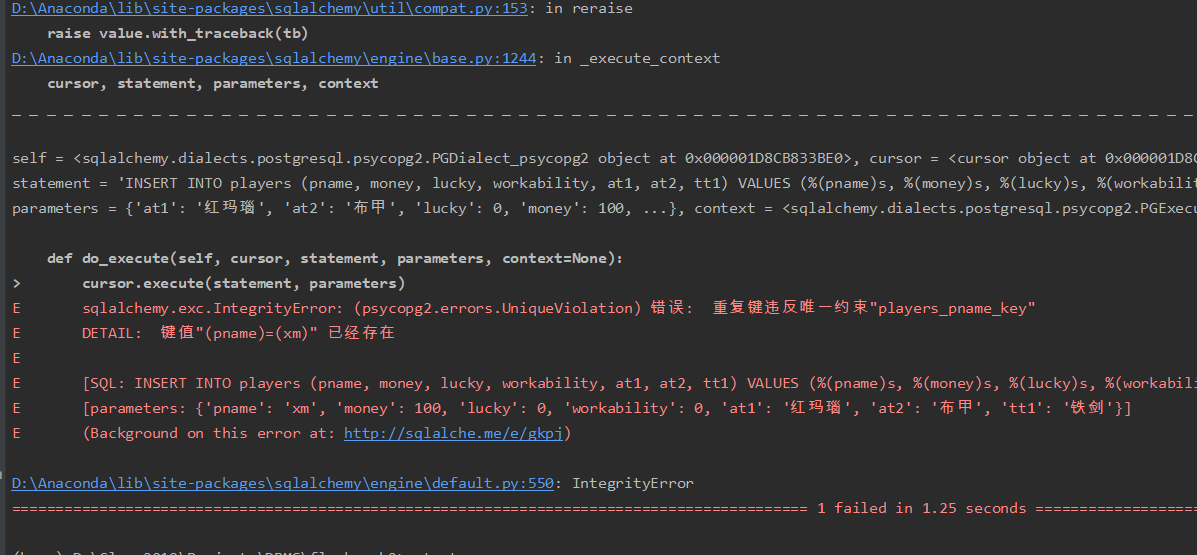 D:\Anaconda\lib\site-packages\sqlalchemy\util\compat.py:153: in reraise
raise value.with_traceback(tb)
D:\Anaconda\lib\site-packages\sqlalchemy\engine\base.py:1244: in _execute_context
cursor, statement, parameters, context
_ _ _ _ _ _ _ _ _ _ _ _ _ _ _ _ _ _ _ _ _ _ _ _ _ _ _ _ _ _ _ _ _ _ _ _ _ _ _ _ _ _ _ _ _ _ _ _ _ _ _ _ _ _ _ _ _ _ _ _ _ _ _ _ _ _ _ _
self = <sqlalchemy.dialects.postgresql.psycopg2.PGDialect_psycopg2 object at 0x000001D8CB833BE0>, cursor = <cursor object at 0x000001D8C
statement = 'INSERT INTO players (pname, money, lucky, workability, at1, at2, tt1) VALUES (%(pname)s, %(money)s, %(lucky)s, %(workabilit
parameters = {'at1': '红玛瑙', 'at2': '布甲', 'lucky': 0, 'money': 100, ...}, context = <sqlalchemy.dialects.postgresql.psycopg2.PGExecu
def do_execute(self, cursor, statement, parameters, context=None):
> cursor.execute(statement, parameters)
E sqlalchemy.exc.IntegrityError: (psycopg2.errors.UniqueViolation) 错误: 重复键违反唯一约束"players_pname_key"
E DETAIL: 键值"(pname)=(xm)" 已经存在
E
E [SQL: INSERT INTO players (pname, money, lucky, workability, at1, at2, tt1) VALUES (%(pname)s, %(money)s, %(lucky)s, %(workabili
E [parameters: {'pname': 'xm', 'money': 100, 'lucky': 0, 'workability': 0, 'at1': '红玛瑙', 'at2': '布甲', 'tt1': '铁剑'}]
E (Background on this error at: http://sqlalche.me/e/gkpj)
D:\Anaconda\lib\site-packages\sqlalchemy\engine\default.py:550: IntegrityError
============================================================================================ 1 failed in 1.25 seconds ===================